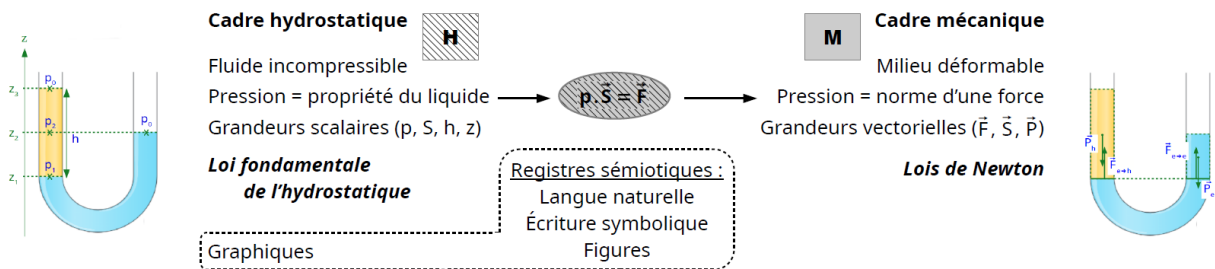 z
z₃
z₂
z₁
p₀
p₂
p₁
h
p₀
Cadre hydrostatique
H
Fluide incompressible
Pression = propriété du liquide
Grandeurs scalaires (p, S, h, z)
Loi fondamentale
de l’hydrostatique
p.S⃗ = F⃗
Cadre mécanique
M
Milieu déformable
Pression = norme d’une force
Grandeurs vectorielles (F⃗, S⃗, P⃗)
Lois de Newton
Registres sémiotiques :
Langue naturelle
Écriture symbolique
Figures
Graphiques
P⃗ₕ
F⃗ₑ→ₕ
F⃗ₑ→ₑ
P⃗ₑ